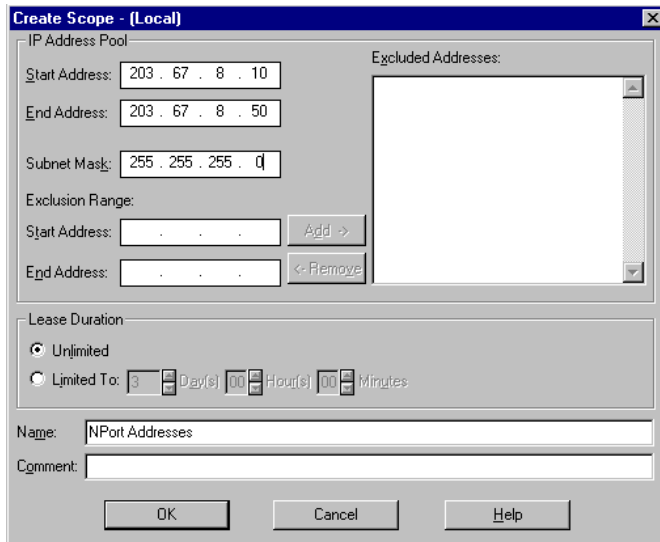 Create Scope - (Local)
IP Address Pool
Start Address: 203 . 67 . 8 . 10
End Address: 203 . 67 . 8 . 50
Subnet Mask: 255 . 255 . 255 . 0
Exclusion Range:
Start Address: . . .
End Address: . . .
Add ->
<- Remove
Excluded Addresses:
Lease Duration
Unlimited
Limited To: 3 Day(s) 00 Hour(s) 00 Minutes
Name: NPort Addresses
Comment:
OK Cancel Help